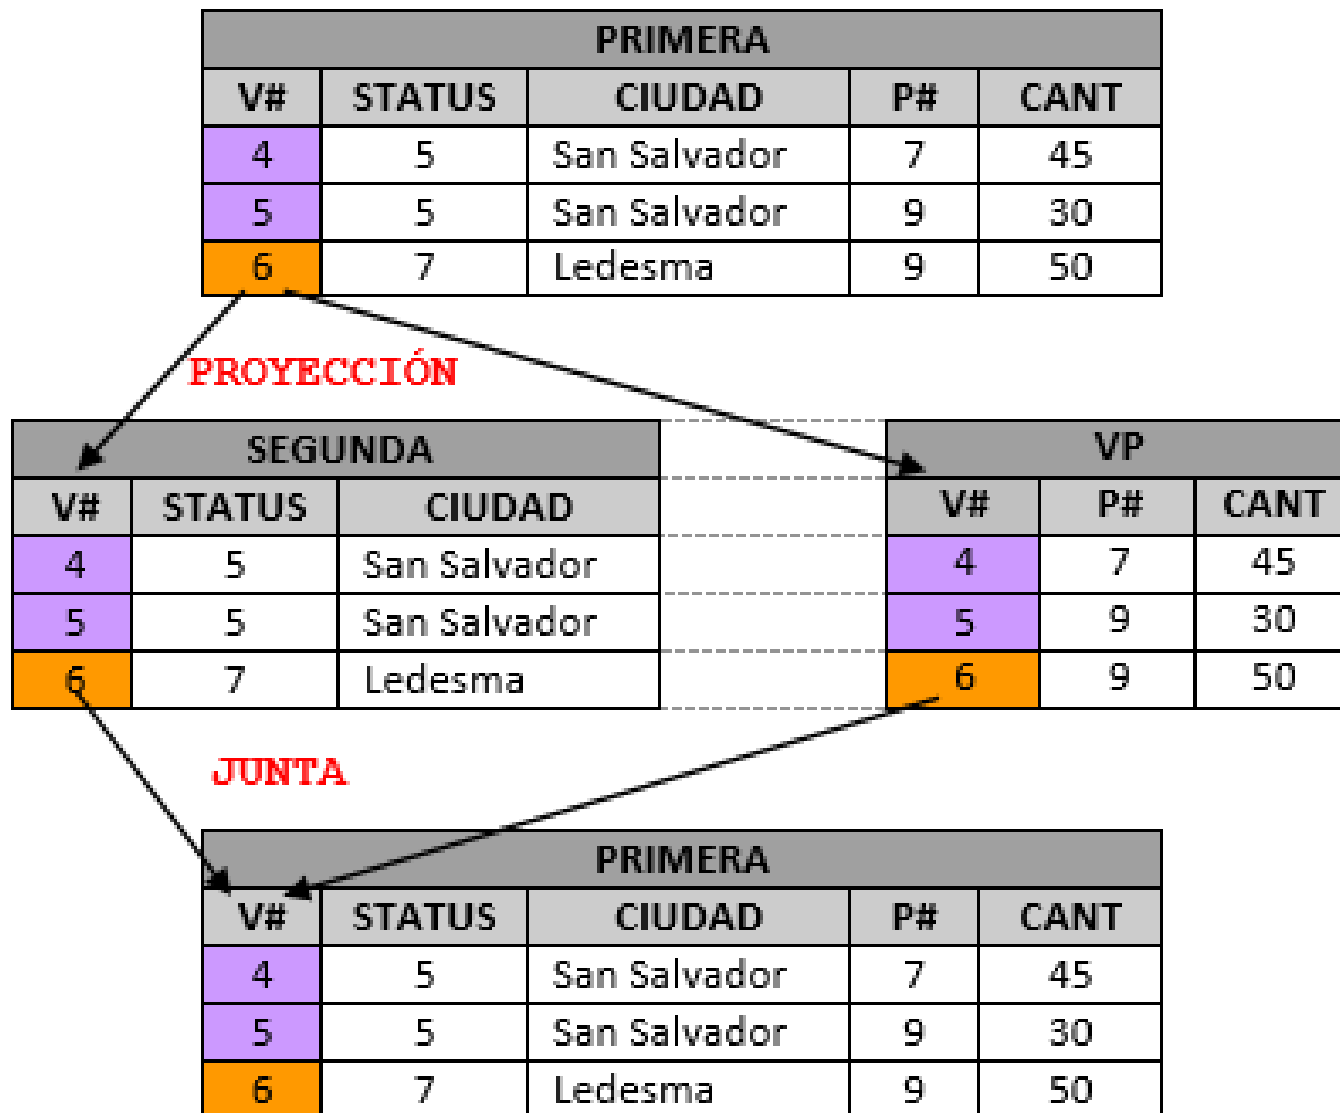 PRIMERA
V# STATUS CIUDAD P# CANT
4 5 San Salvador 7 45
5 5 San Salvador 9 30
6 7 Ledesma 9 50
PROYECCIÓN
SEGUNDA
V# STATUS CIUDAD
4 5 San Salvador
5 5 San Salvador
6 7 Ledesma
VP
V# P# CANT
4 7 45
5 9 30
6 9 50
JUNTA
PRIMERA
V# STATUS CIUDAD P# CANT
4 5 San Salvador 7 45
5 5 San Salvador 9 30
6 7 Ledesma 9 50